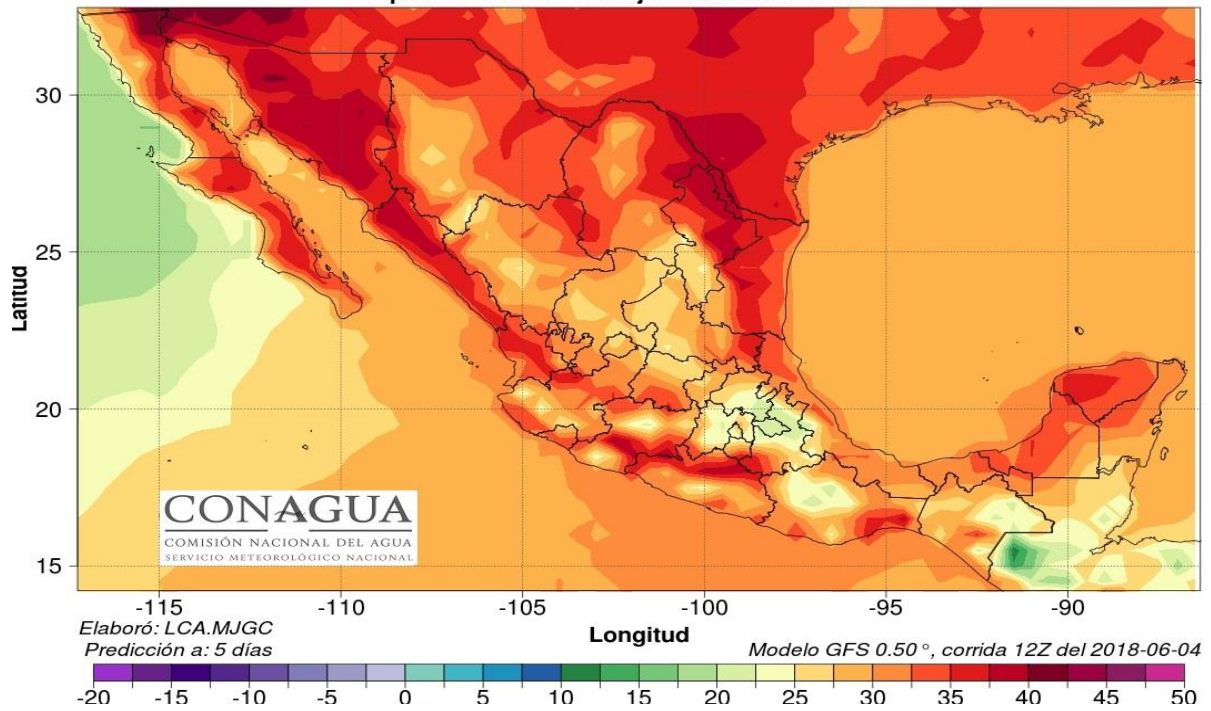 30
25
20
15
Latitud
CONAGUA
COMISIÓN NACIONAL DEL AGUA
SERVICIO METEOROLÓGICO NACIONAL
-115 -110 -105 -100 -95 -90
Longitud
Elaboró: LCA.MJGC
Predicción a: 5 días
Modelo GFS 0.50°, corrida 12Z del 2018-06-04
-20 -15 -10 -5 0 5 10 15 20 25 30 35 40 45 50